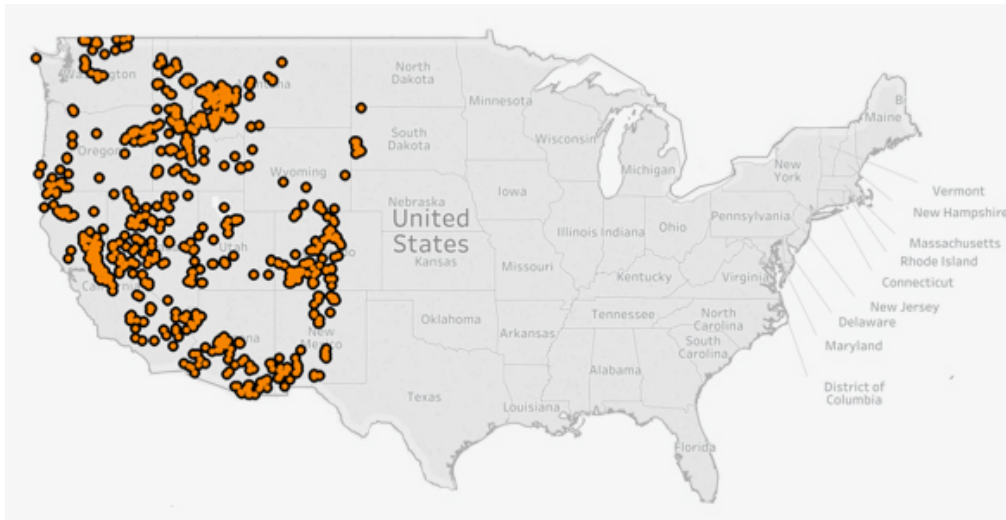 B
Maine
North
Dakota
Washington
Montana
Minnesota
Oregon
South
Dakota
Wisconsin
Michigan
New
York
Wyoming
Vermont
Iowa
Nebraska
New Hampshire
United
States
Pennsylvania
Illinois
Indiana
Ohio
Massachusetts
Rhode Island
Utah
Kansas
Missouri
Kentucky
Virginia
Connecticut
New Jersey
Delaware
Maryland
Oklahoma
Arkansas
Tennessee
North
Carolina
South
Carolina
New
Mexico
Alabama
District of
Columbia
Texas
Louisiana
Florida